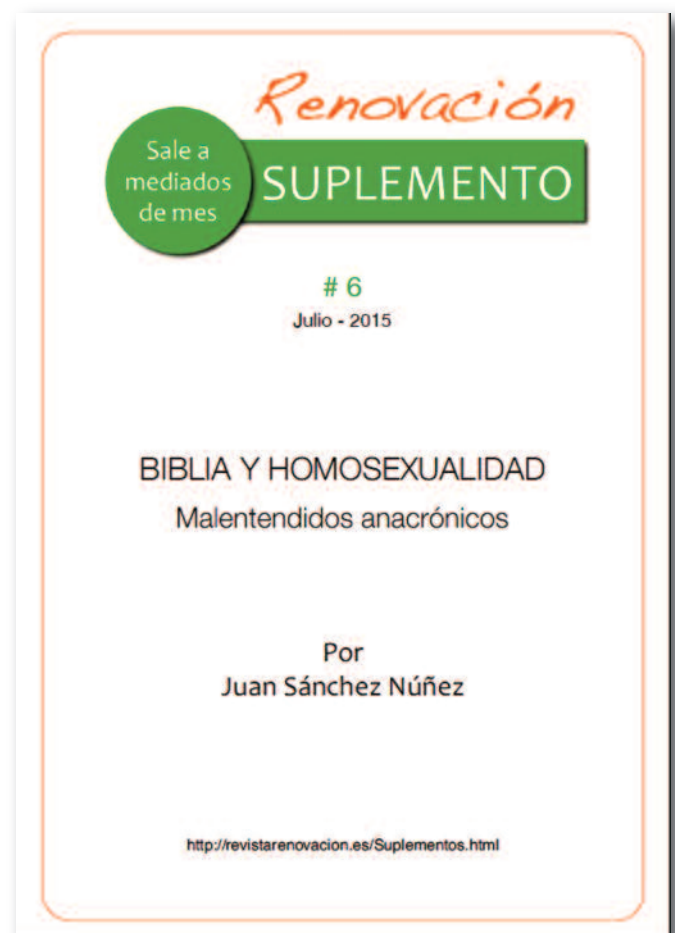 Renovación
Sale a
mediados
de mes
SUPLEMENTO
# 6
Julio - 2015
BIBLIA Y HOMOSEXUALIDAD
Malentendidos anacrónicos
Por
Juan Sánchez Núñez
http://revistarenovacion.es/Suplementos.html